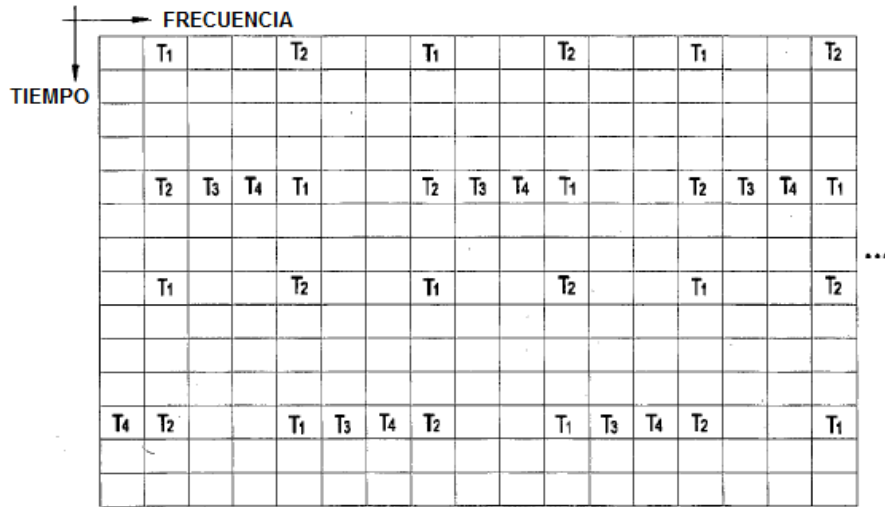 FRECUENCIA
T1 T2 T1 T2 T1 T2
TIEMPO
T2 T3 T4 T1 T2 T3 T4 T1 T2 T3 T4 T1
...
T1 T2 T1 T2 T1 T2
T4 T2 T1 T3 T4 T2 T1 T3 T4 T2 T1